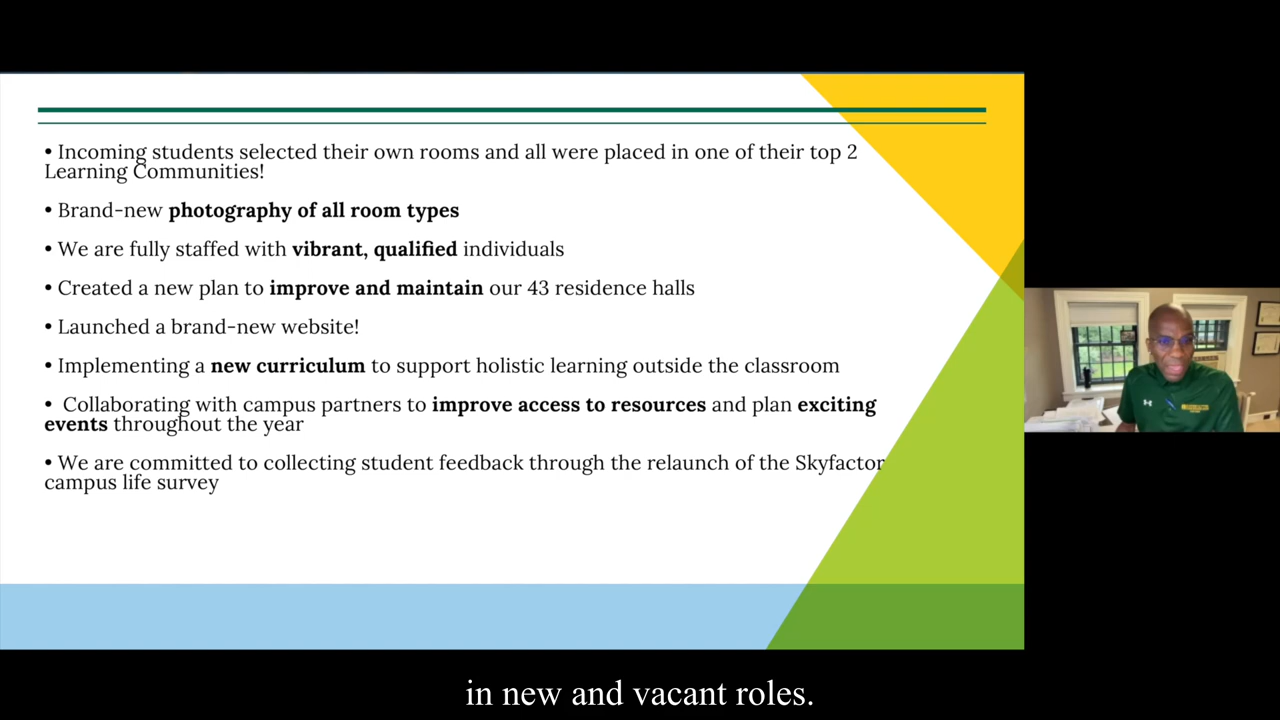 • Incoming students selected their own rooms and all were placed in one of their top 2
Learning Communities!
• Brand-new photography of all room types
• We are fully staffed with vibrant, qualified individuals
• Created a new plan to improve and maintain our 43 residence halls
• Launched a brand-new website!
• Implementing a new curriculum to support holistic learning outside the classroom
• Collaborating with campus partners to improve access to resources and plan exciting
events throughout the year
• We are committed to collecting student feedback through the relaunch of the Skyfactor
campus life survey
in new and vacant roles.